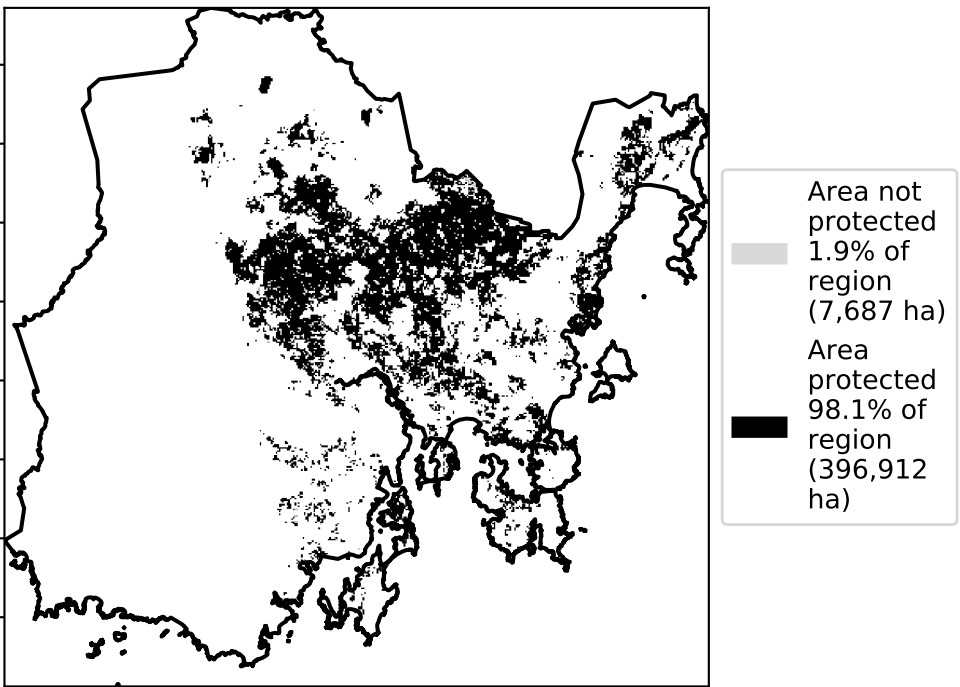 Area not
protected
1.9% of
region
(7,687 ha)
Area
protected
98.1% of
region
(396,912
ha)